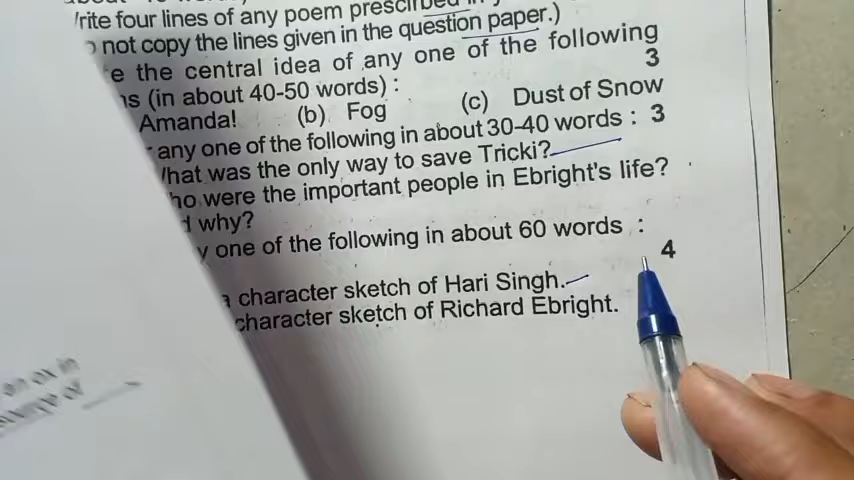 rite four lines of any poem prescribed in
not copy the lines given in the question paper.)
e the central idea of any one of the following
3
s (in about 40-50 words) :
Amanda! (b) Fog (c) Dust of Snow
any one of the following in about 30-40 words : 3
hat was the only way to save Tricki?
ho were the important people in Ebright's life?
d why?
y one of the following in about 60 words :
4
a character sketch of Hari Singh.
character sketch of Richard Ebright.
an ox in